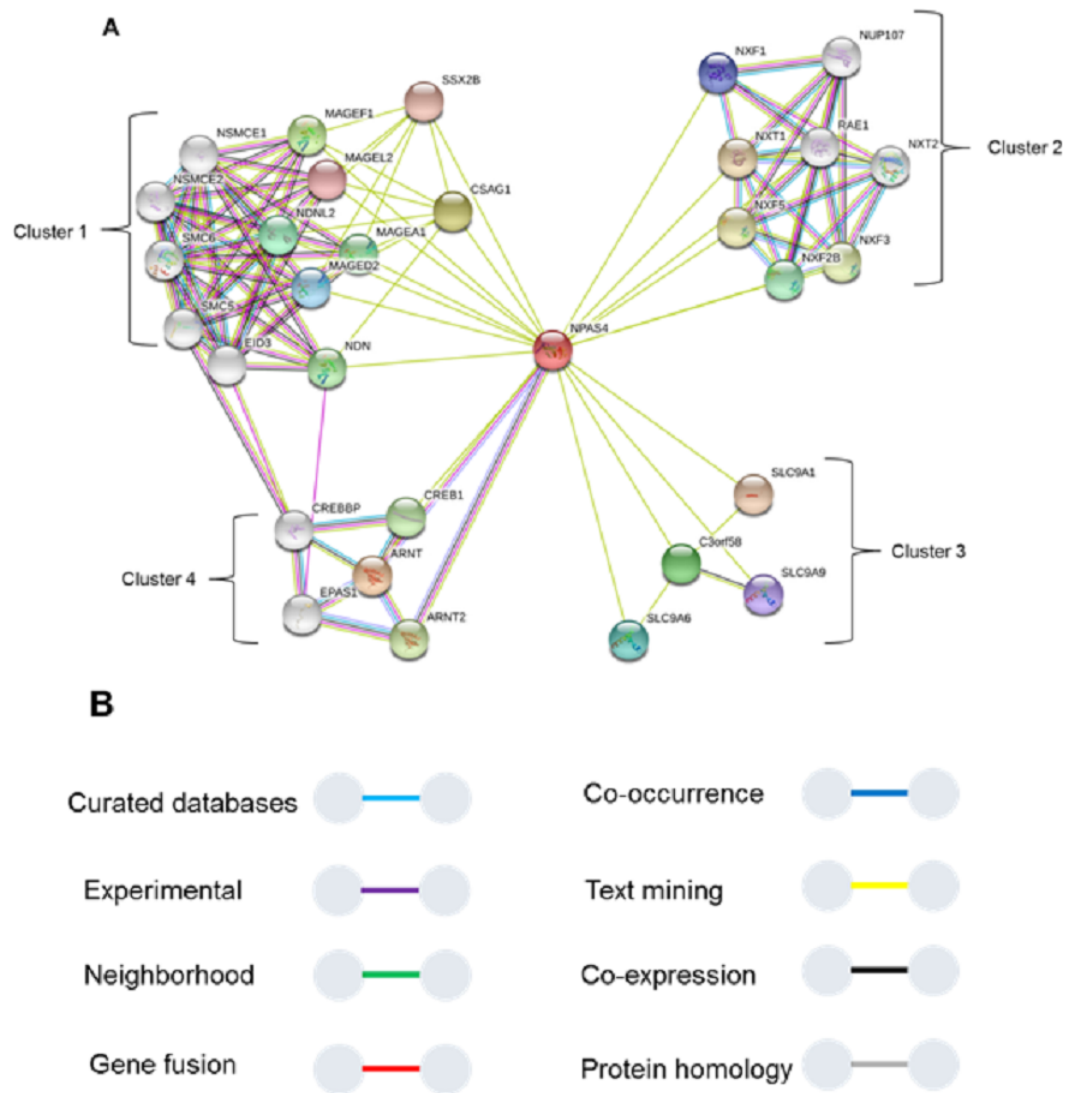 A
SSX2B
NXF1
NUP107
MAGEF1
NSMCE1
MAGEL2
NXT1
RAE1
NXT2
Cluster 2
NSMCE2
CSAG1
NDNL2
MAGEA1
NXF5
Cluster 1
SMC6
MAGED2
NXF2B
NXF3
SMC5
EID3
NDN
NPAS4
SLC9A1
CREBBP
CREB1
C3orf58
Cluster 3
ARNT
Cluster 4
SLC9A9
EPAS1
ARNT2
SLC9A6
B
Curated databases
Co-occurrence
Experimental
Text mining
Neighborhood
Co-expression
Gene fusion
Protein homology